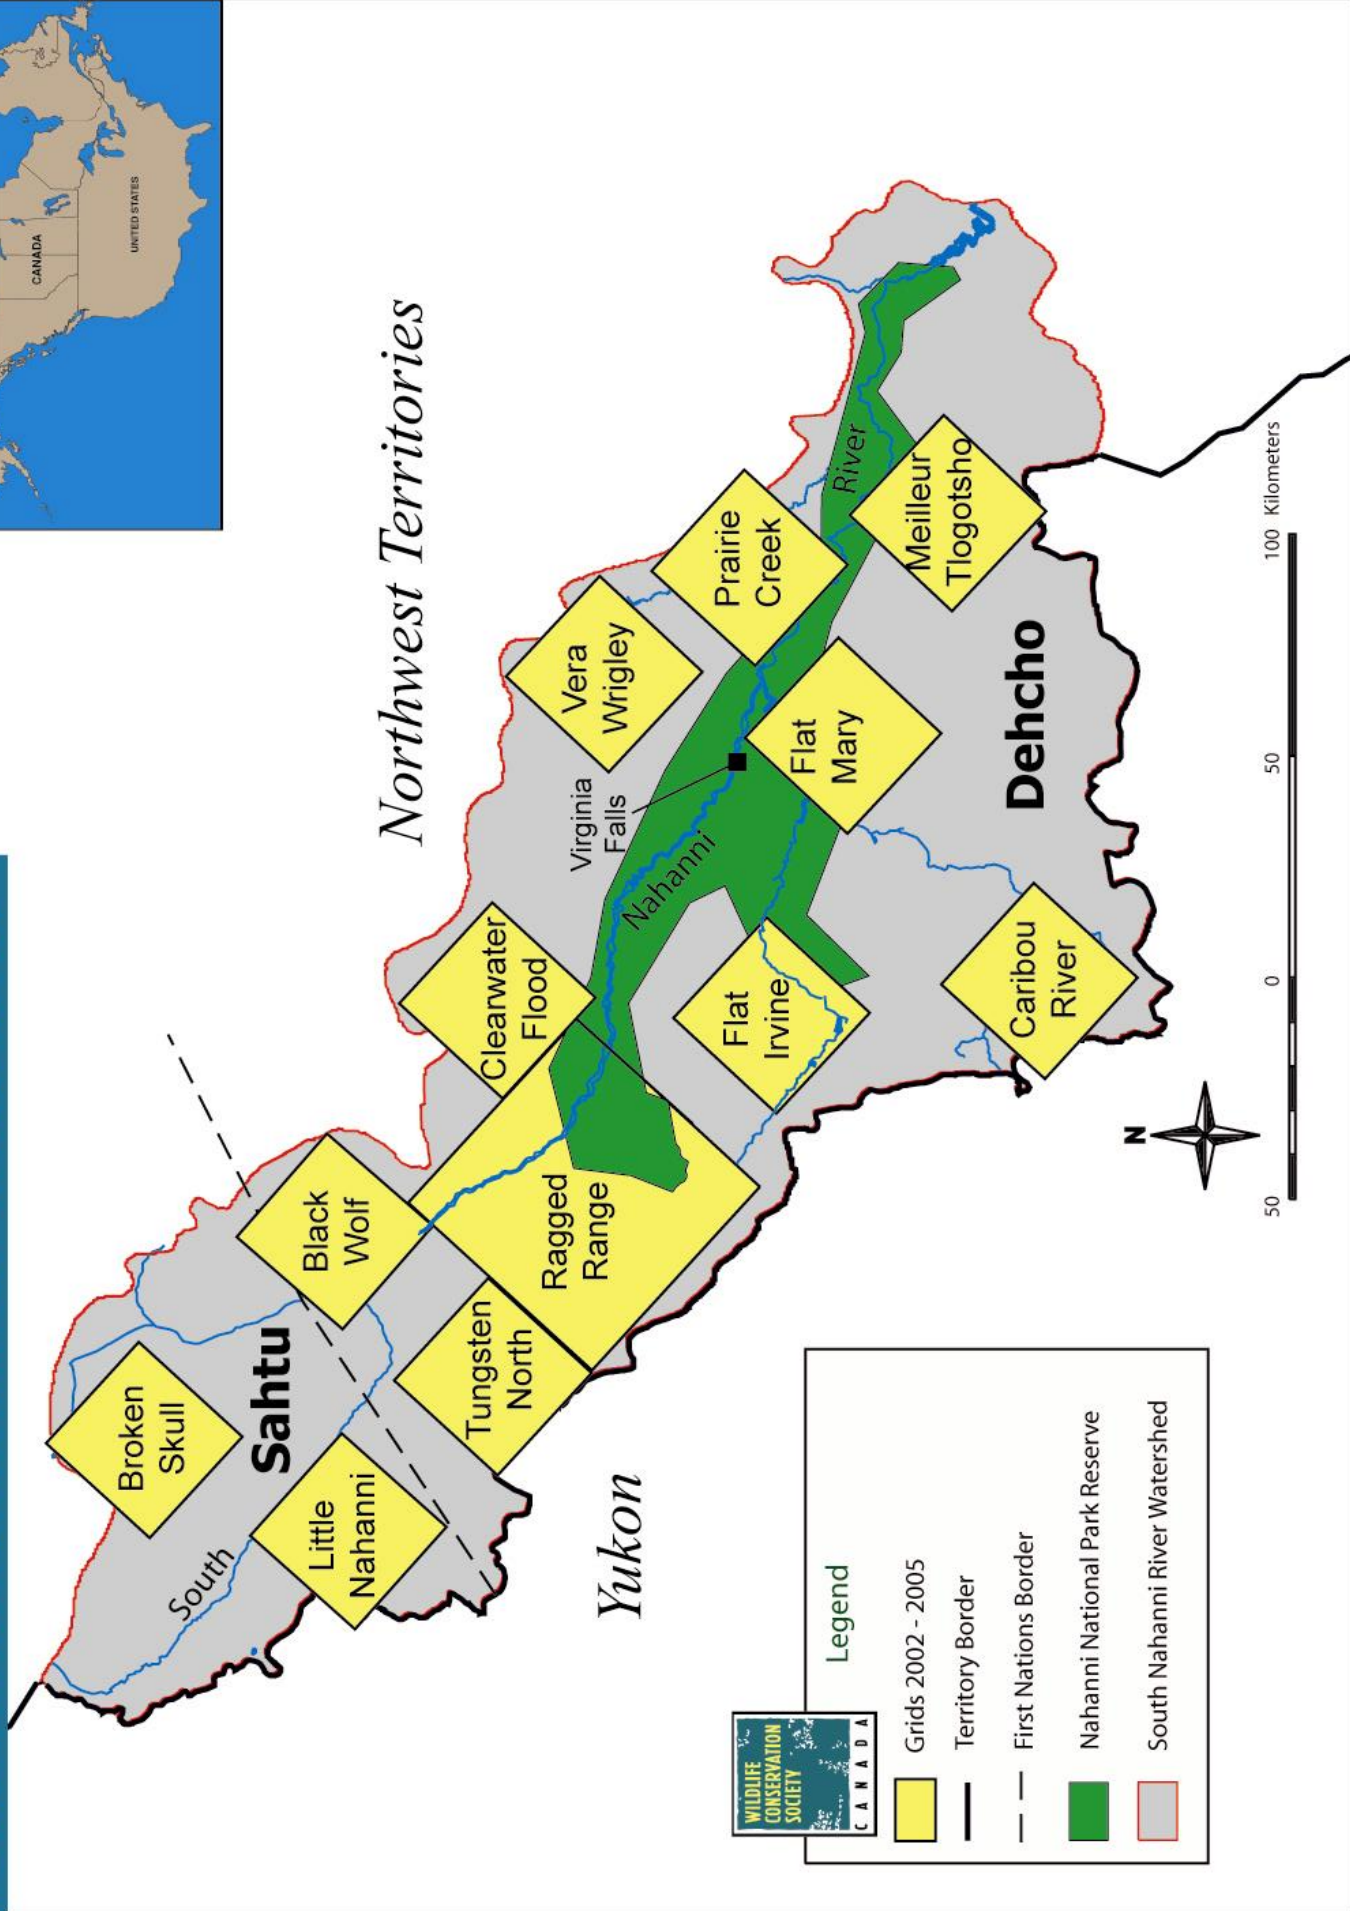 CANADA
UNITED STATES
Northwest Territories
Broken
Skull
Sahtu
South
Little
Nahanni
Black
Wolf
Tungsten
North
Ragged
Range
Clearwater
Flood
Vera
Wrigley
Virginia
Falls
Nahanni
River
Prairie
Creek
Flat
Mary
Flat
Irvine
Meilleur
Tlogotsho
Caribou
River
Dehcho
Yukon
N
50 0 50 100 Kilometers
WILDLIFE
CONSERVATION
SOCIETY
CANADA
Legend
Grids 2002 - 2005
Territory Border
First Nations Border
Nahanni National Park Reserve
South Nahanni River Watershed